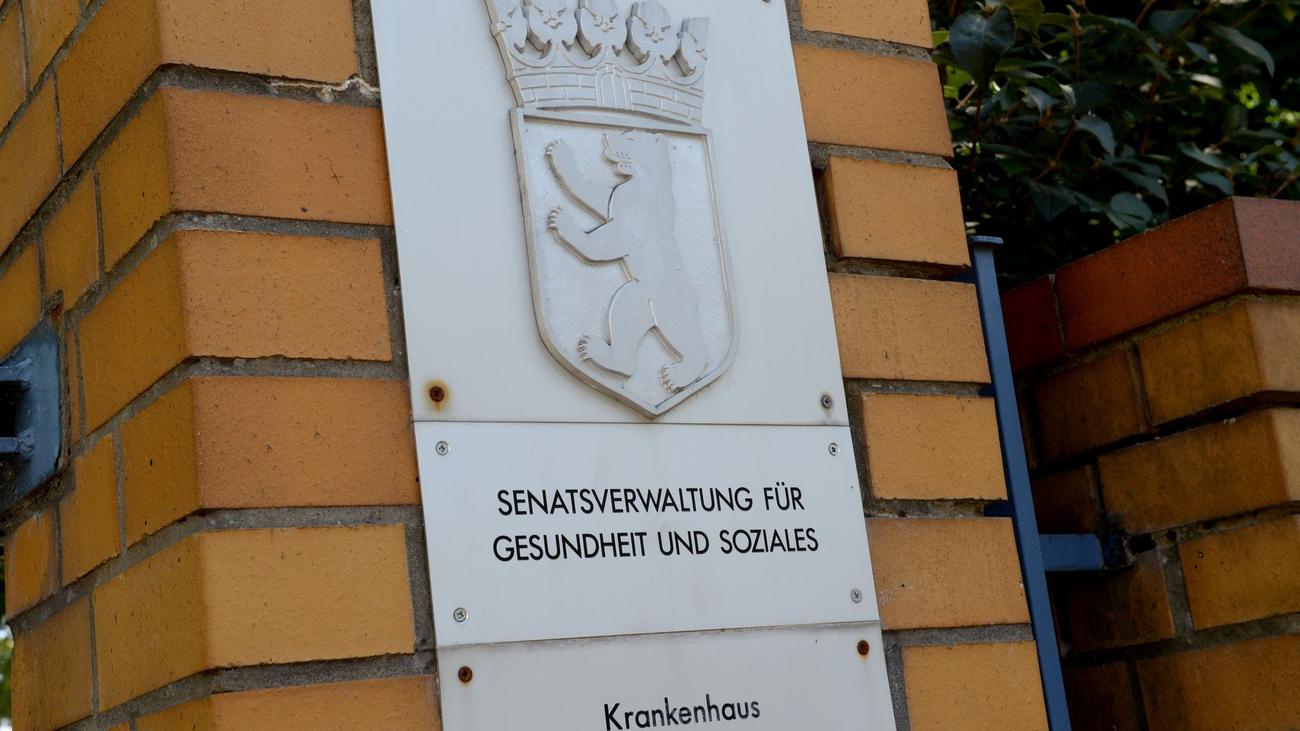 SENATSVERWALTUNG FÜR
GESUNDHEIT UND SOZIALES
Krankenhaus